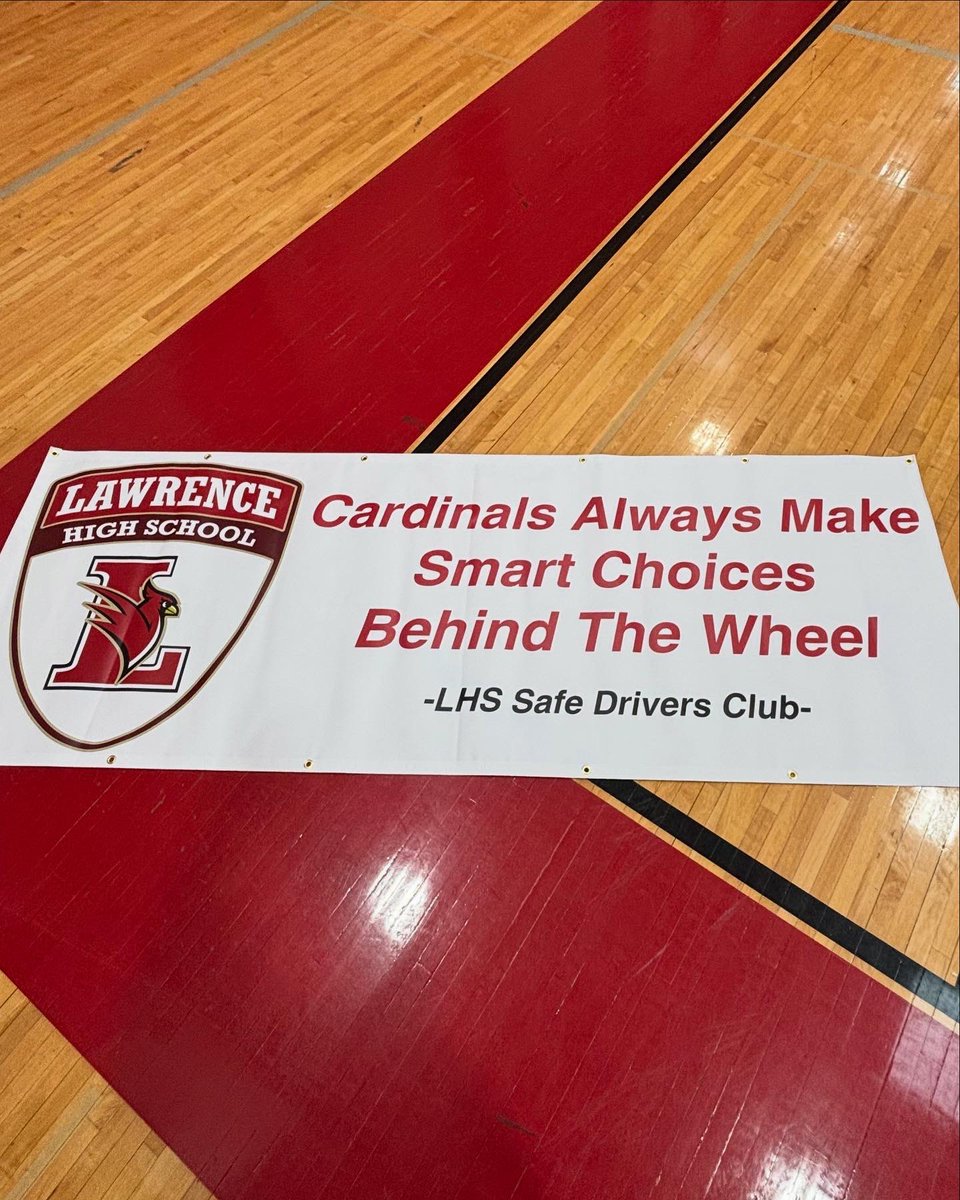 LAWRENCE
HIGH SCHOOL
L
Cardinals Always Make
Smart Choices
Behind The Wheel
-LHS Safe Drivers Club-